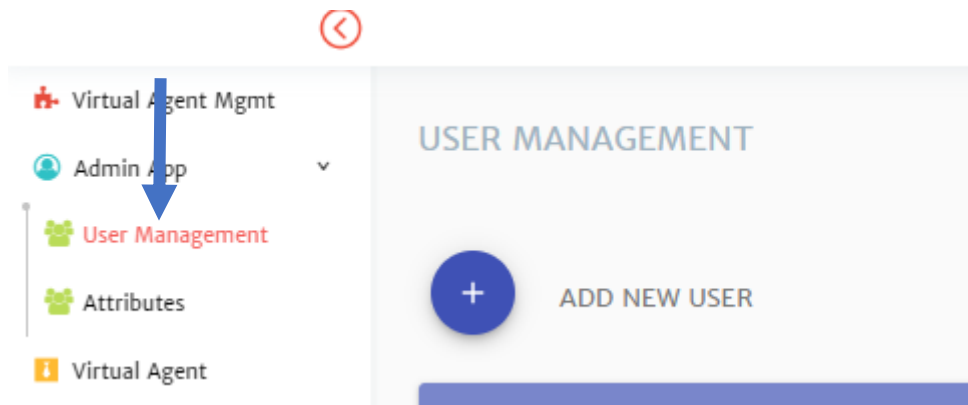 Virtual Agent Mgmt
Admin App
User Management
Attributes
Virtual Agent
USER MANAGEMENT
ADD NEW USER